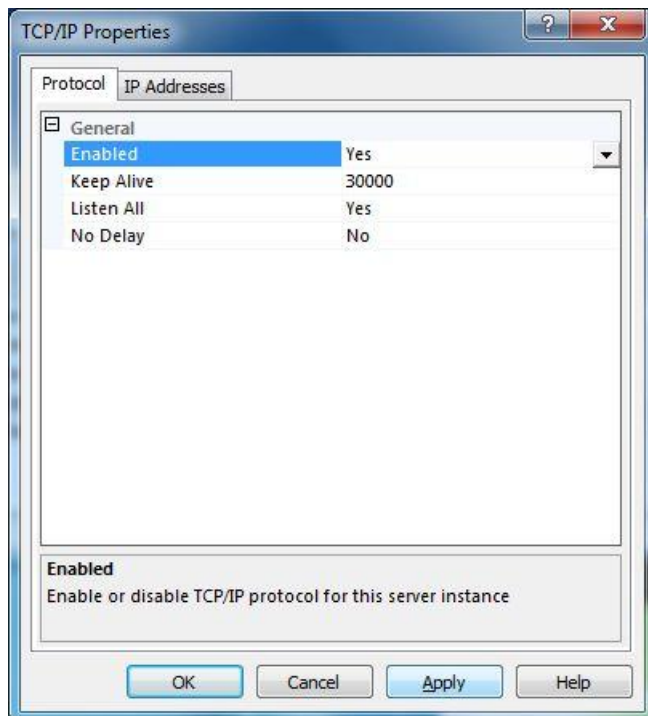 TCP/IP Properties
Protocol IP Addresses
General
Enabled Yes
Keep Alive 30000
Listen All Yes
No Delay No
Enabled
Enable or disable TCP/IP protocol for this server instance
OK Cancel Apply Help